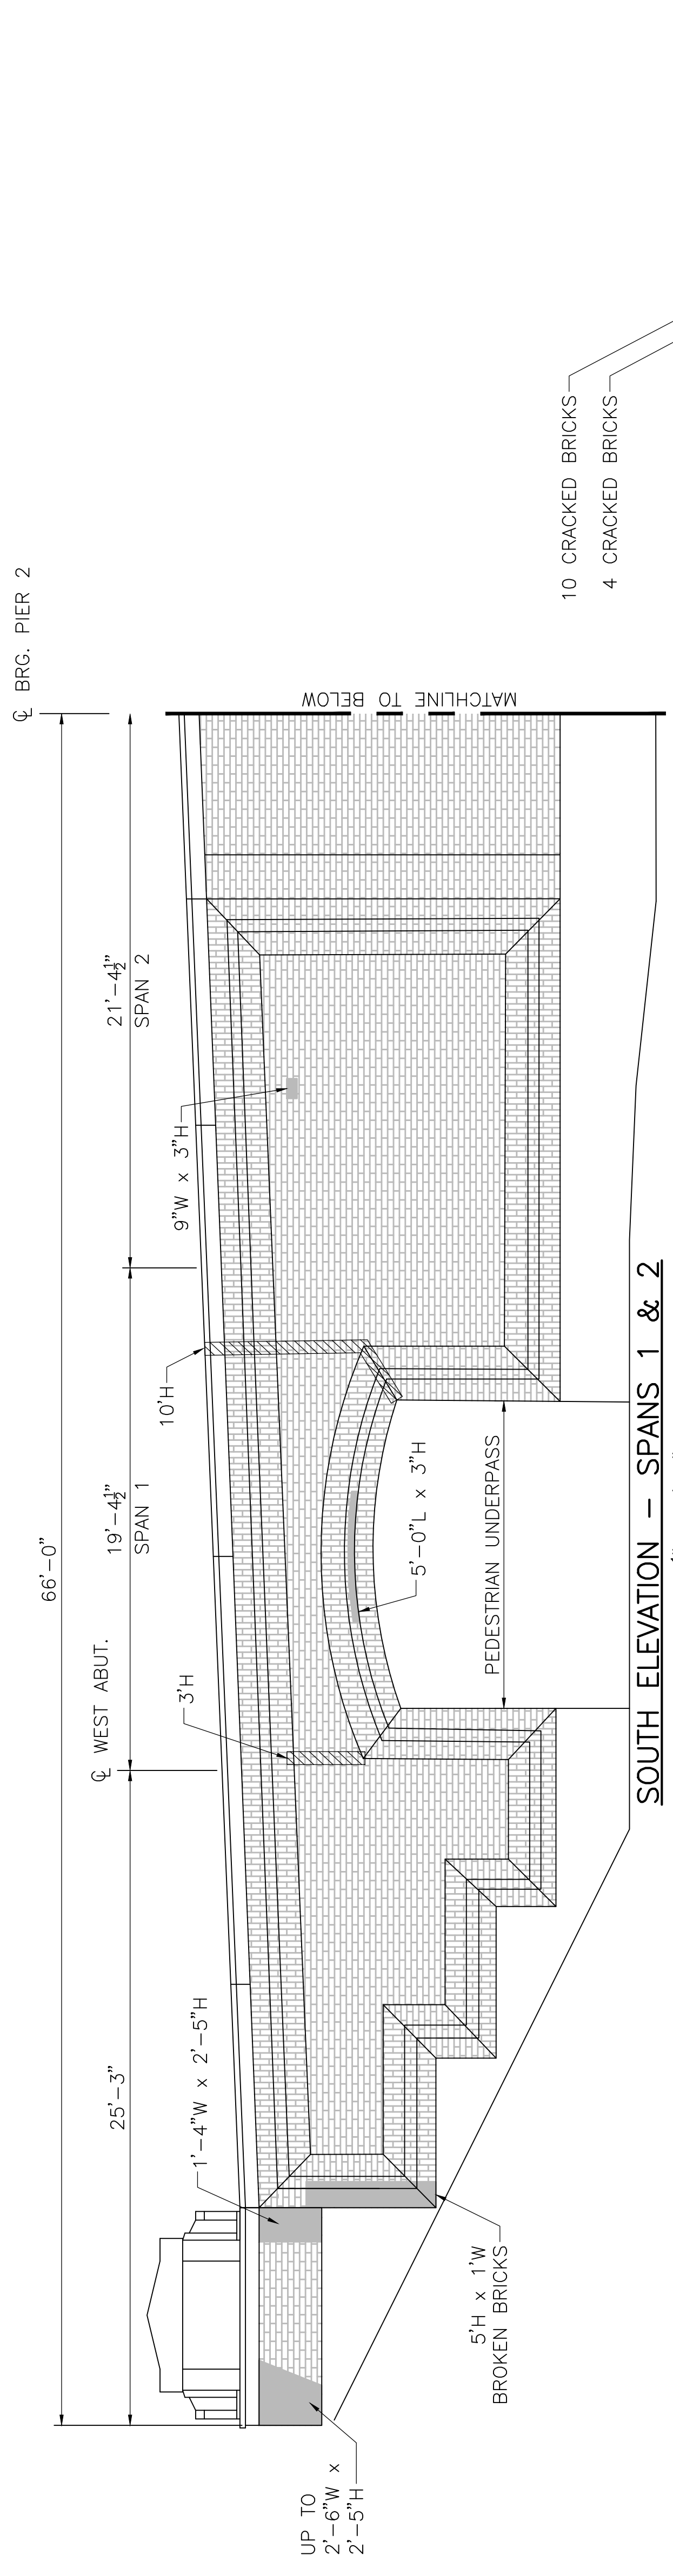 ℄ BRG. PIER 2
66'-0"
25'-3"
℄ WEST ABUT.
19'-4½"
SPAN 1
21'-4½"
SPAN 2
1'-4"W x 2'-5"H
3'H
10'H
9"W x 3"H
MATCHLINE TO BELOW
UP TO
2'-6"W x
2'-5"H
5'H x 1'W
BROKEN BRICKS
5'-0"L x 3"H
PEDESTRIAN UNDERPASS
10 CRACKED BRICKS
4 CRACKED BRICKS
SOUTH ELEVATION - SPANS 1 & 2